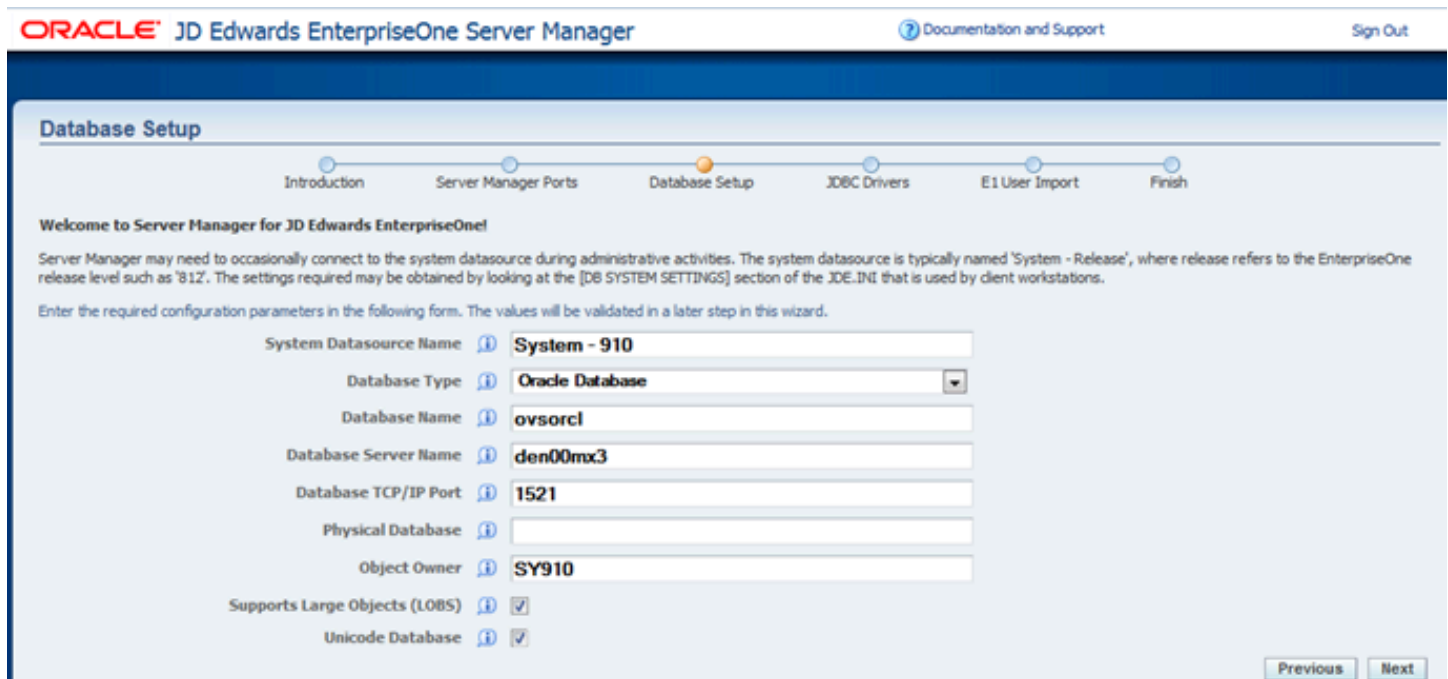 ORACLE JD Edwards EnterpriseOne Server Manager
Documentation and Support
Sign Out
Database Setup
Introduction
Server Manager Ports
Database Setup
JDBC Drivers
E1 User Import
Finish
Welcome to Server Manager for JD Edwards EnterpriseOne!
Server Manager may need to occasionally connect to the system datasource during administrative activities. The system datasource is typically named 'System - Release', where release refers to the EnterpriseOne
release level such as '812'. The settings required may be obtained by looking at the [DB SYSTEM SETTINGS] section of the JDE.INI that is used by client workstations.
Enter the required configuration parameters in the following form. The values will be validated in a later step in this wizard.
System Datasource Name System - 910
Database Type Oracle Database
Database Name ovsorcl
Database Server Name den00mx3
Database TCP/IP Port 1521
Physical Database
Object Owner SY910
Supports Large Objects (LOBS)
Unicode Database
Previous
Next